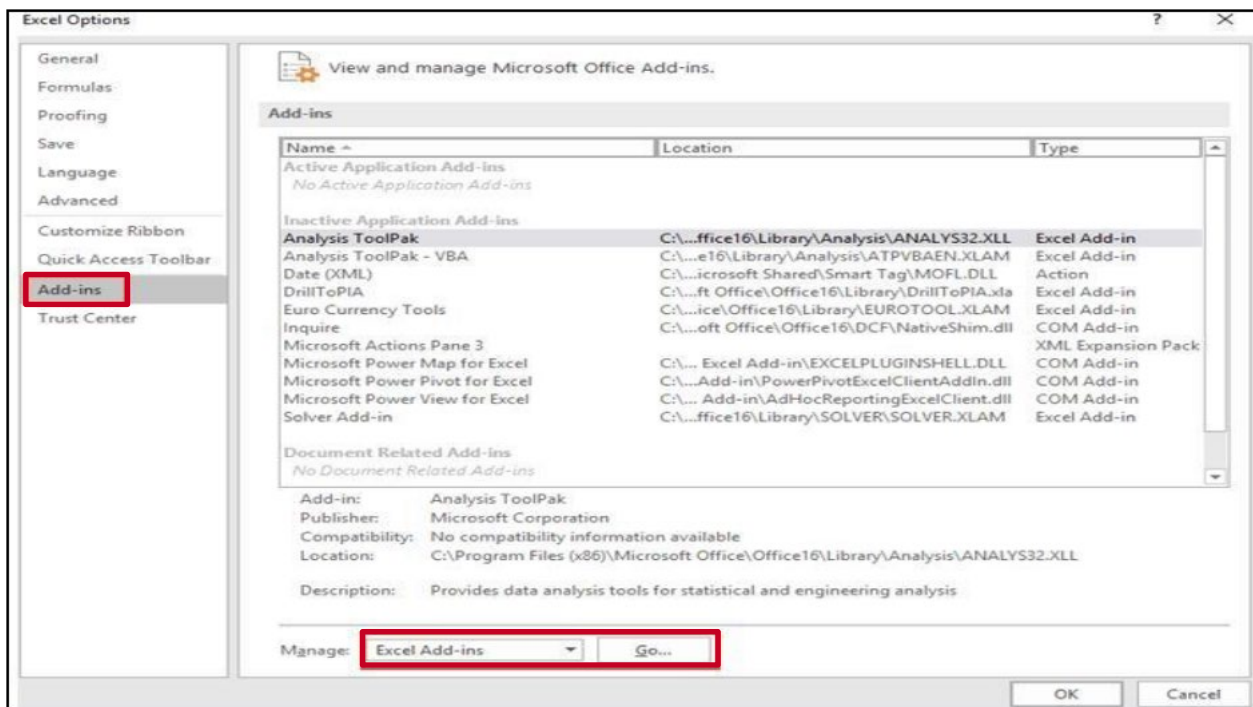 Excel Options ? ×
General
Formulas
Proofing
Save
Language
Advanced
Customize Ribbon
Quick Access Toolbar
Add-ins
Trust Center
View and manage Microsoft Office Add-ins.
Add-ins
Name Location Type
Active Application Add-ins
No Active Application Add-ins
Inactive Application Add-ins
Analysis ToolPak C:\...ffice16\Library\Analysis\ANALYS32.XLL Excel Add-in
Analysis ToolPak - VBA C:\...e16\Library\Analysis\ATPVBAEN.XLAM Excel Add-in
Date (XML) C:\...icrosoft Shared\Smart Tag\MOFL.DLL Action
DrillToPIA C:\...ft Office\Office16\Library\DrillToPIA.xla Excel Add-in
Euro Currency Tools C:\...ice\Office16\Library\EUROTOOL.XLAM Excel Add-in
Inquire C:\...oft Office\Office16\DCF\NativeShim.dll COM Add-in
Microsoft Actions Pane 3 XML Expansion Pack
Microsoft Power Map for Excel C:\... Excel Add-in\EXCELPLUGINSHELL.DLL COM Add-in
Microsoft Power Pivot for Excel C:\...Add-in\PowerPivotExcelClientAddIn.dll COM Add-in
Microsoft Power View for Excel C:\... Add-in\AdHocReportingExcelClient.dll COM Add-in
Solver Add-in C:\...ffice16\Library\SOLVER\SOLVER.XLAM Excel Add-in
Document Related Add-ins
No Document Related Add-ins
Add-in: Analysis ToolPak
Publisher: Microsoft Corporation
Compatibility: No compatibility information available
Location: C:\Program Files (x86)\Microsoft Office\Office16\Library\Analysis\ANALYS32.XLL
Description: Provides data analysis tools for statistical and engineering analysis
Manage: Excel Add-ins Go...
OK Cancel